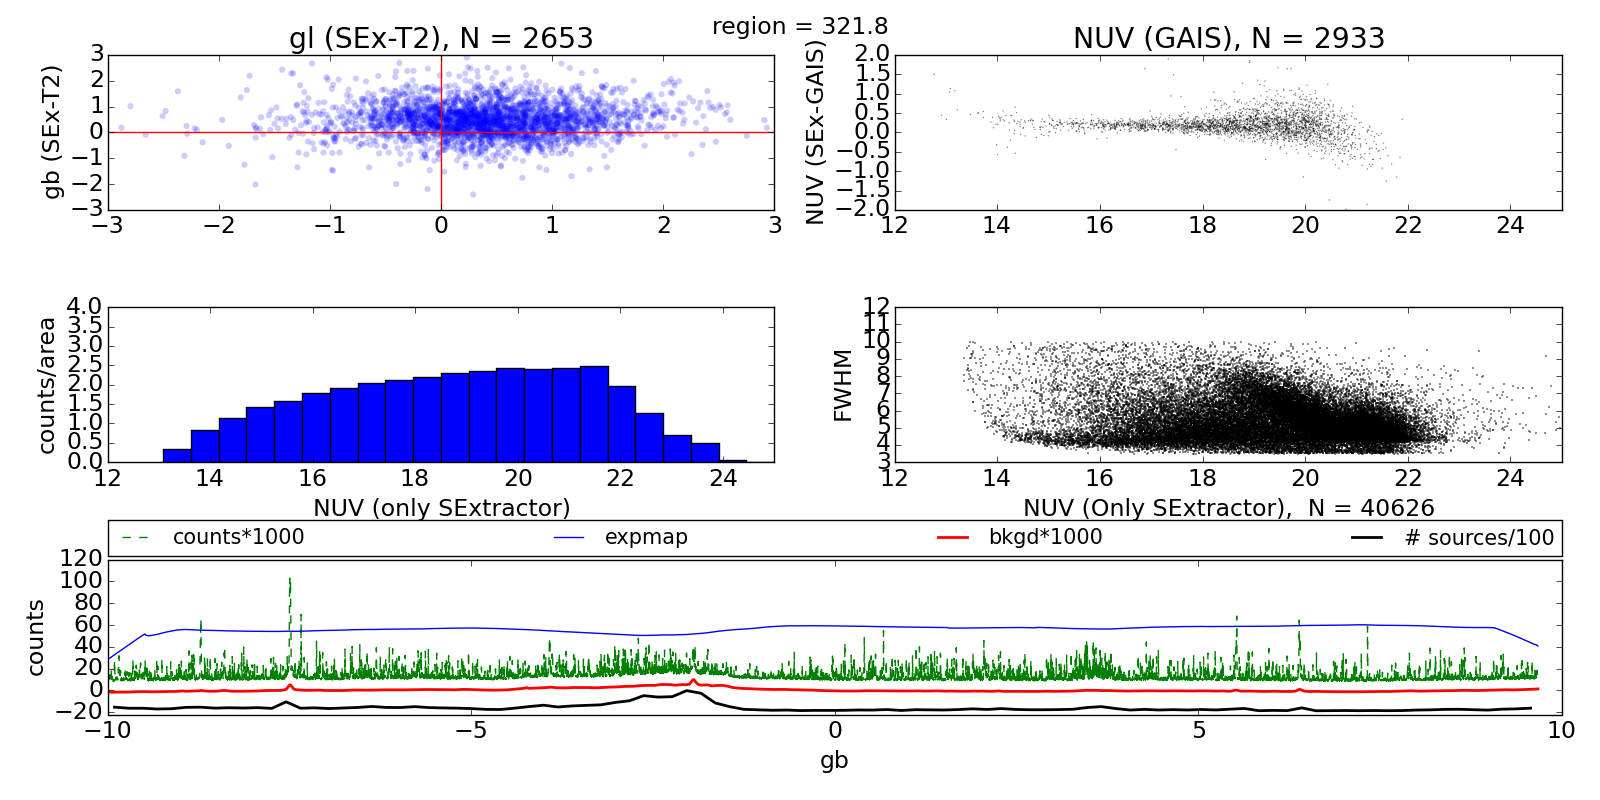 region = 321.8
gl (SEx-T2), N = 2653
NUV (GAIS), N = 2933
gb (SEx-T2)
3
2
1
0
−1
−2
−3
−3 −2 −1 0 1 2 3
NUV (SEx-GAIS)
2.0
1.5
1.0
0.5
0.0
−0.5
−1.0
−1.5
−2.0
12 14 16 18 20 22 24
counts/area
4.0
3.5
3.0
2.5
2.0
1.5
1.0
0.5
0.0
12 14 16 18 20 22 24
NUV (only SExtractor)
FWHM
12
11
10
9
8
7
6
5
4
3
12 14 16 18 20 22 24
NUV (Only SExtractor), N = 40626
counts*1000 expmap bkgd*1000 # sources/100
counts
120
100
80
60
40
20
0
−20
−10 −5 0 5 10
gb